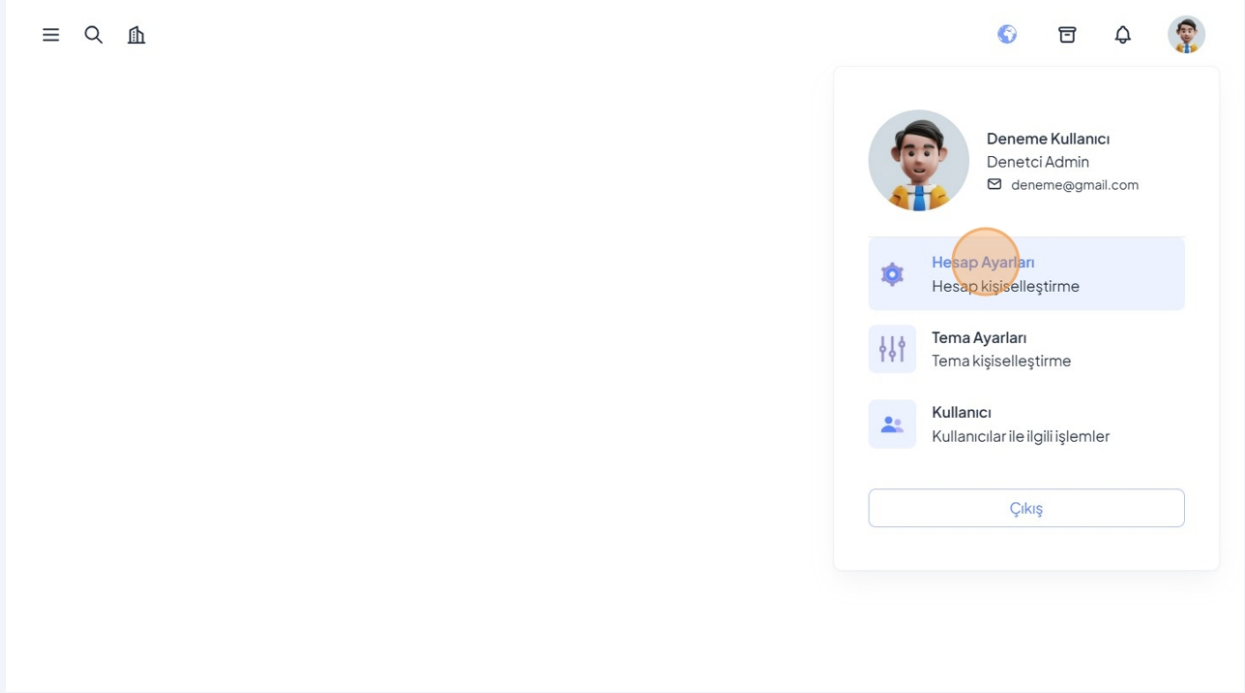 Deneme Kullanıcı
Denetci Admin
deneme@gmail.com
Hesap Ayarları
Hesap kişiselleştirme
Tema Ayarları
Tema kişiselleştirme
Kullanıcı
Kullanıcılar ile ilgili işlemler
Çıkış